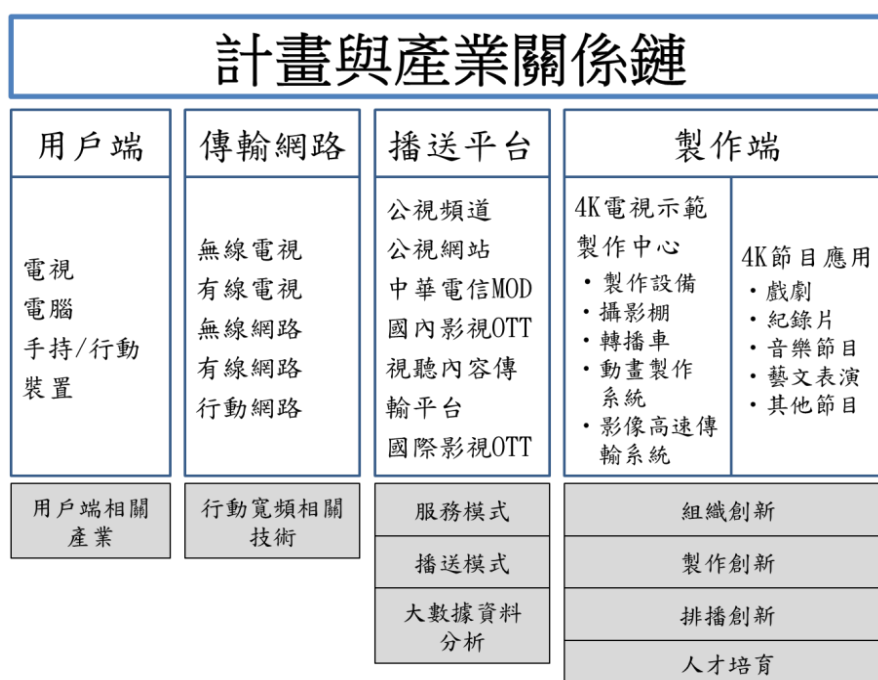 計畫與產業關係鏈
用戶端
電視
電腦
手持/行動
裝置
用戶端相關
產業
傳輸網路
無線電視
有線電視
無線網路
有線網路
行動網路
行動寬頻相關
技術
播送平台
公視頻道
公視網站
中華電信MOD
國內影視OTT
視聽內容傳
輸平台
國際影視OTT
服務模式
播送模式
大數據資料
分析
製作端
4K電視示範
製作中心
・製作設備
・攝影棚
・轉播車
・動畫製作
系統
・影像高速傳
輸系統
4K節目應用
・戲劇
・紀錄片
・音樂節目
・藝文表演
・其他節目
組織創新
製作創新
排播創新
人才培育